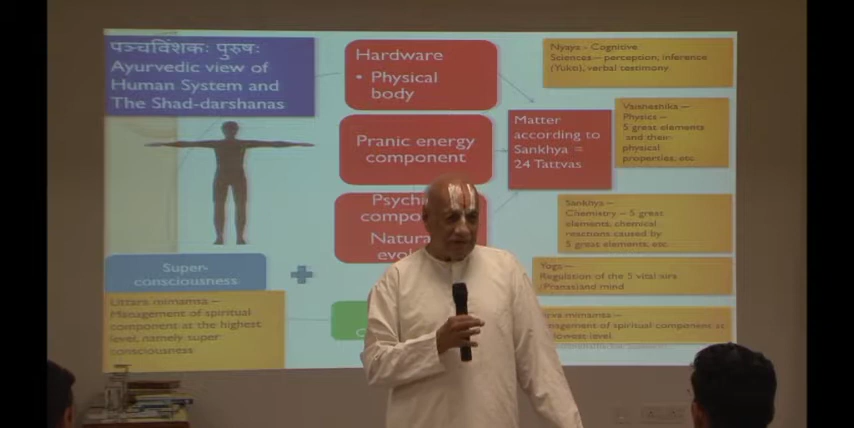 पञ्चविंशकः पुरुषः
Ayurvedic view of
Human System and
The Shad-darshanas
Hardware
• Physical
body
Pranic energy
component
Psychi
compo
Natura
evol
Matter
according to
Sankhya =
24 Tattvas
Nyaya - Cognitive
Sciences – perception, inference
(Yukti), verbal testimony
Vaisheshika –
Physics –
5 great elements
and their
physical
properties, etc.
Sankhya –
Chemistry – 5 great
elements, chemical
reactions caused by
5 great elements, etc.
Yoga –
Regulation of the 5 vital airs
(Pranas)and mind
rva mimamsa –
nagement of spiritual component at
lowest level
Super-
consciousness
Uttara mimamsa –
Management of spiritual
component at the highest
level, namely super
consciousness